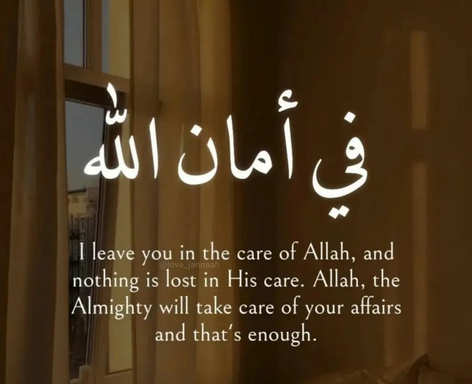 في أمان الله
I leave you in the care of Allah, and
@love_jannaah
nothing is lost in His care. Allah, the
Almighty will take care of your affairs
and that's enough.